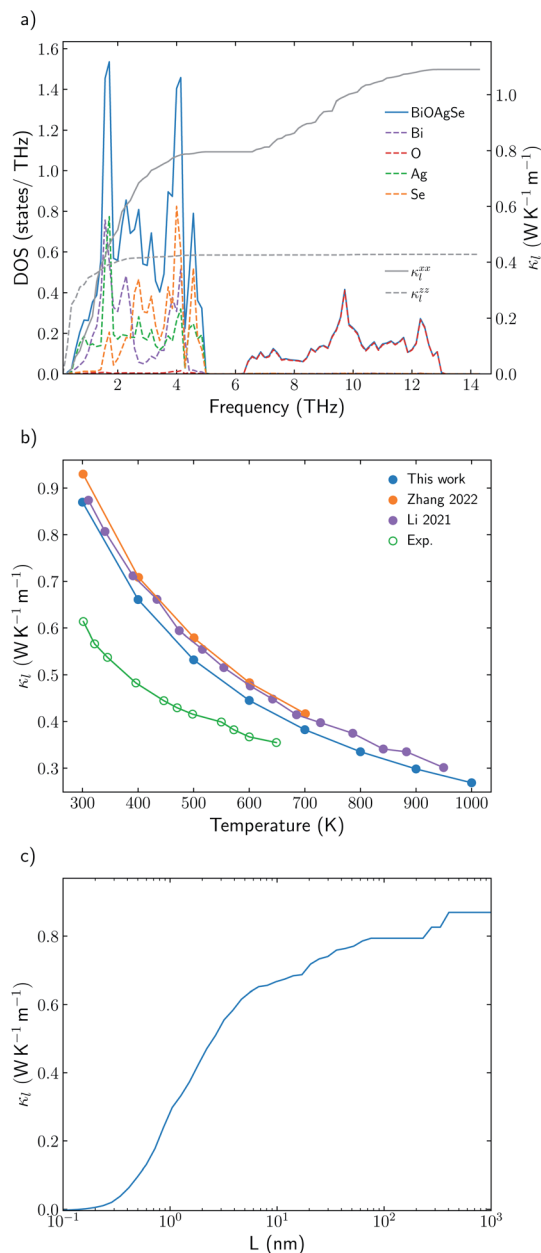 a)
DOS (states/ THz)
1.6
1.4
1.2
1.0
0.8
0.6
0.4
0.2
0.0
BiOAgSe
Bi
O
Ag
Se
κ_l^{xx}
κ_l^{zz}
1.0
0.8
0.6
0.4
0.2
0.0
κ_l (W K⁻¹ m⁻¹)
2 4 6 8 10 12 14
Frequency (THz)
b)
κ_l (W K⁻¹ m⁻¹)
0.9
0.8
0.7
0.6
0.5
0.4
0.3
This work
Zhang 2022
Li 2021
Exp.
300 400 500 600 700 800 900 1000
Temperature (K)
c)
κ_l (W K⁻¹ m⁻¹)
0.8
0.6
0.4
0.2
0.0
10⁻¹ 10⁰ 10¹ 10² 10³
L (nm)